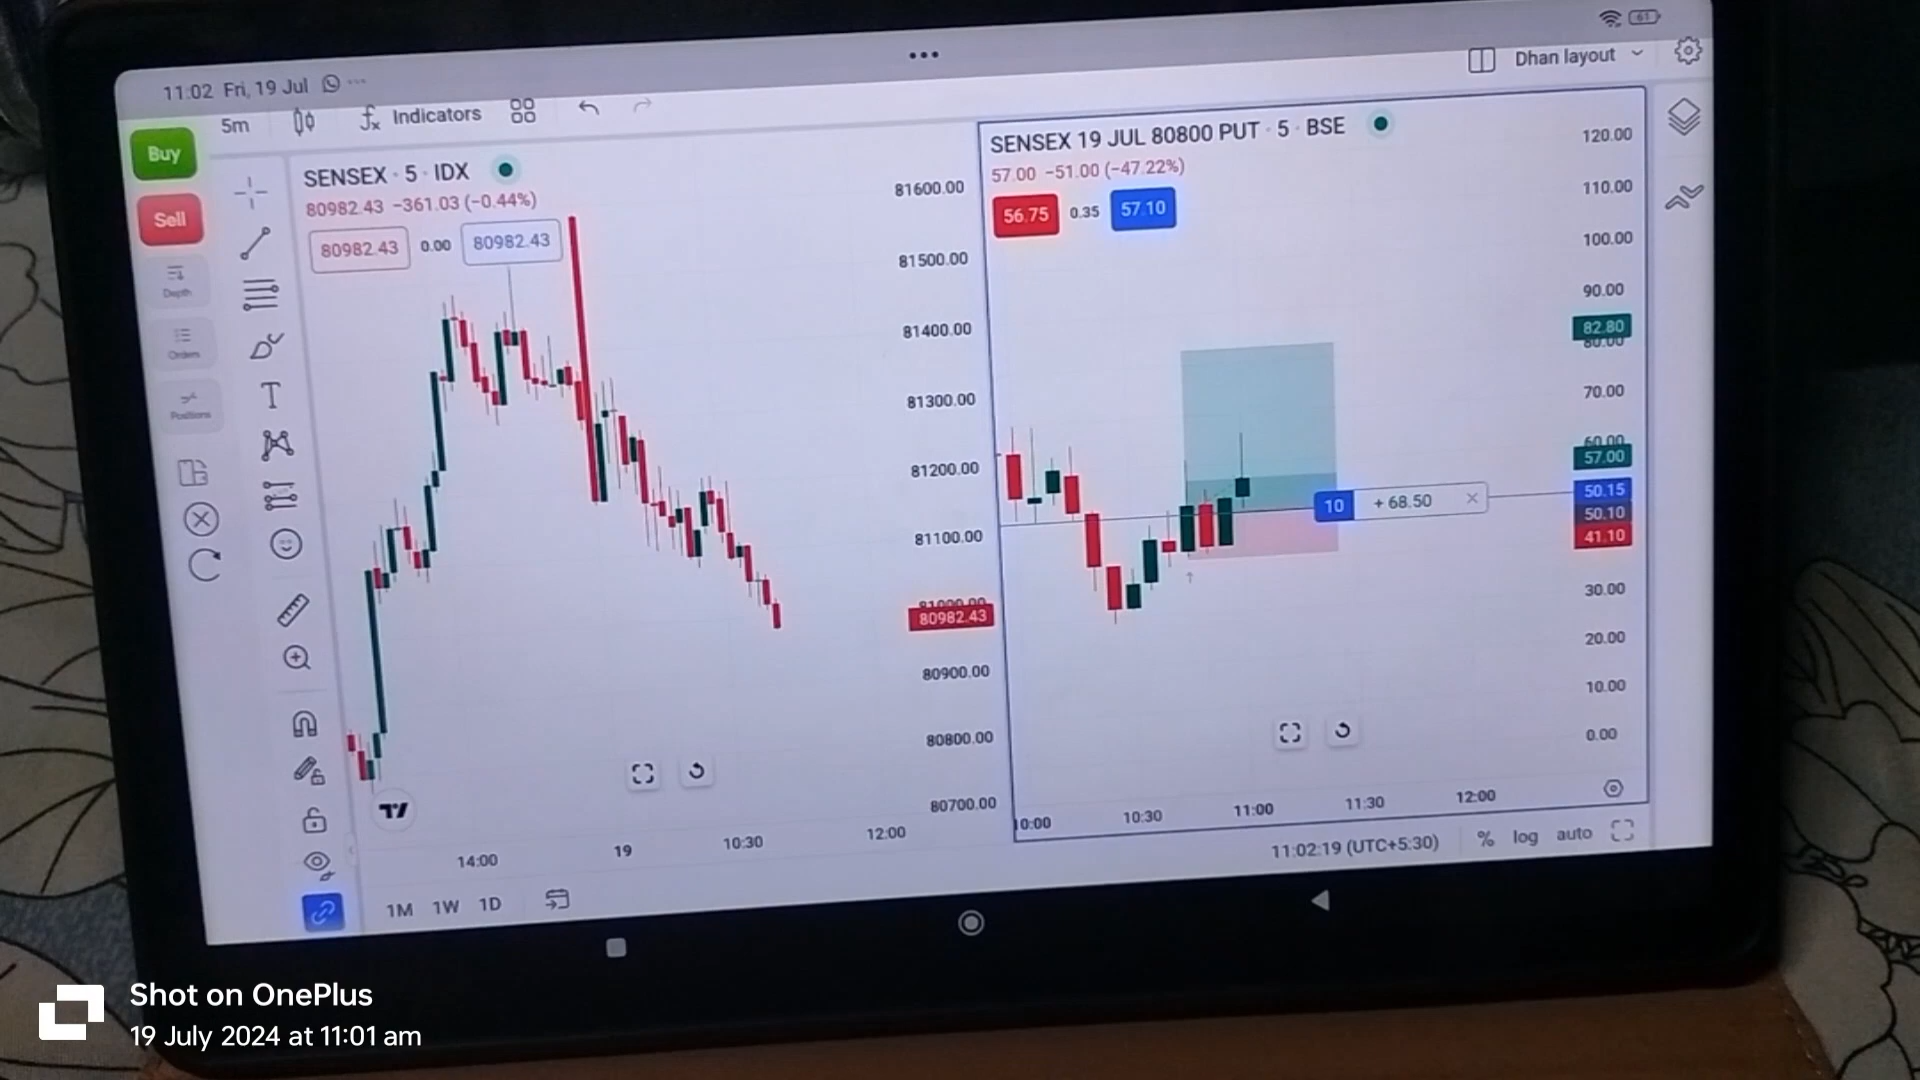 11:02 Fri, 19 Jul
61
Dhan layout
5m
Indicators
Buy
Sell
Depth
Orders
Positions
SENSEX · 5 · IDX
80982.43 −361.03 (−0.44%)
80982.43 0.00 80982.43
81600.00
81500.00
81400.00
81300.00
81200.00
81100.00
81000.00
80982.43
80900.00
80800.00
80700.00
14:00 19 10:30 12:00
1M 1W 1D
SENSEX 19 JUL 80800 PUT · 5 · BSE
57.00 −51.00 (−47.22%)
56.75 0.35 57.10
120.00
110.00
100.00
90.00
82.80
80.00
70.00
60.00
57.00
50.15
50.10
41.10
30.00
20.00
10.00
0.00
10 + 68.50
10:00 10:30 11:00 11:30 12:00
11:02:19 (UTC+5:30) % log auto
Shot on OnePlus
19 July 2024 at 11:01 am